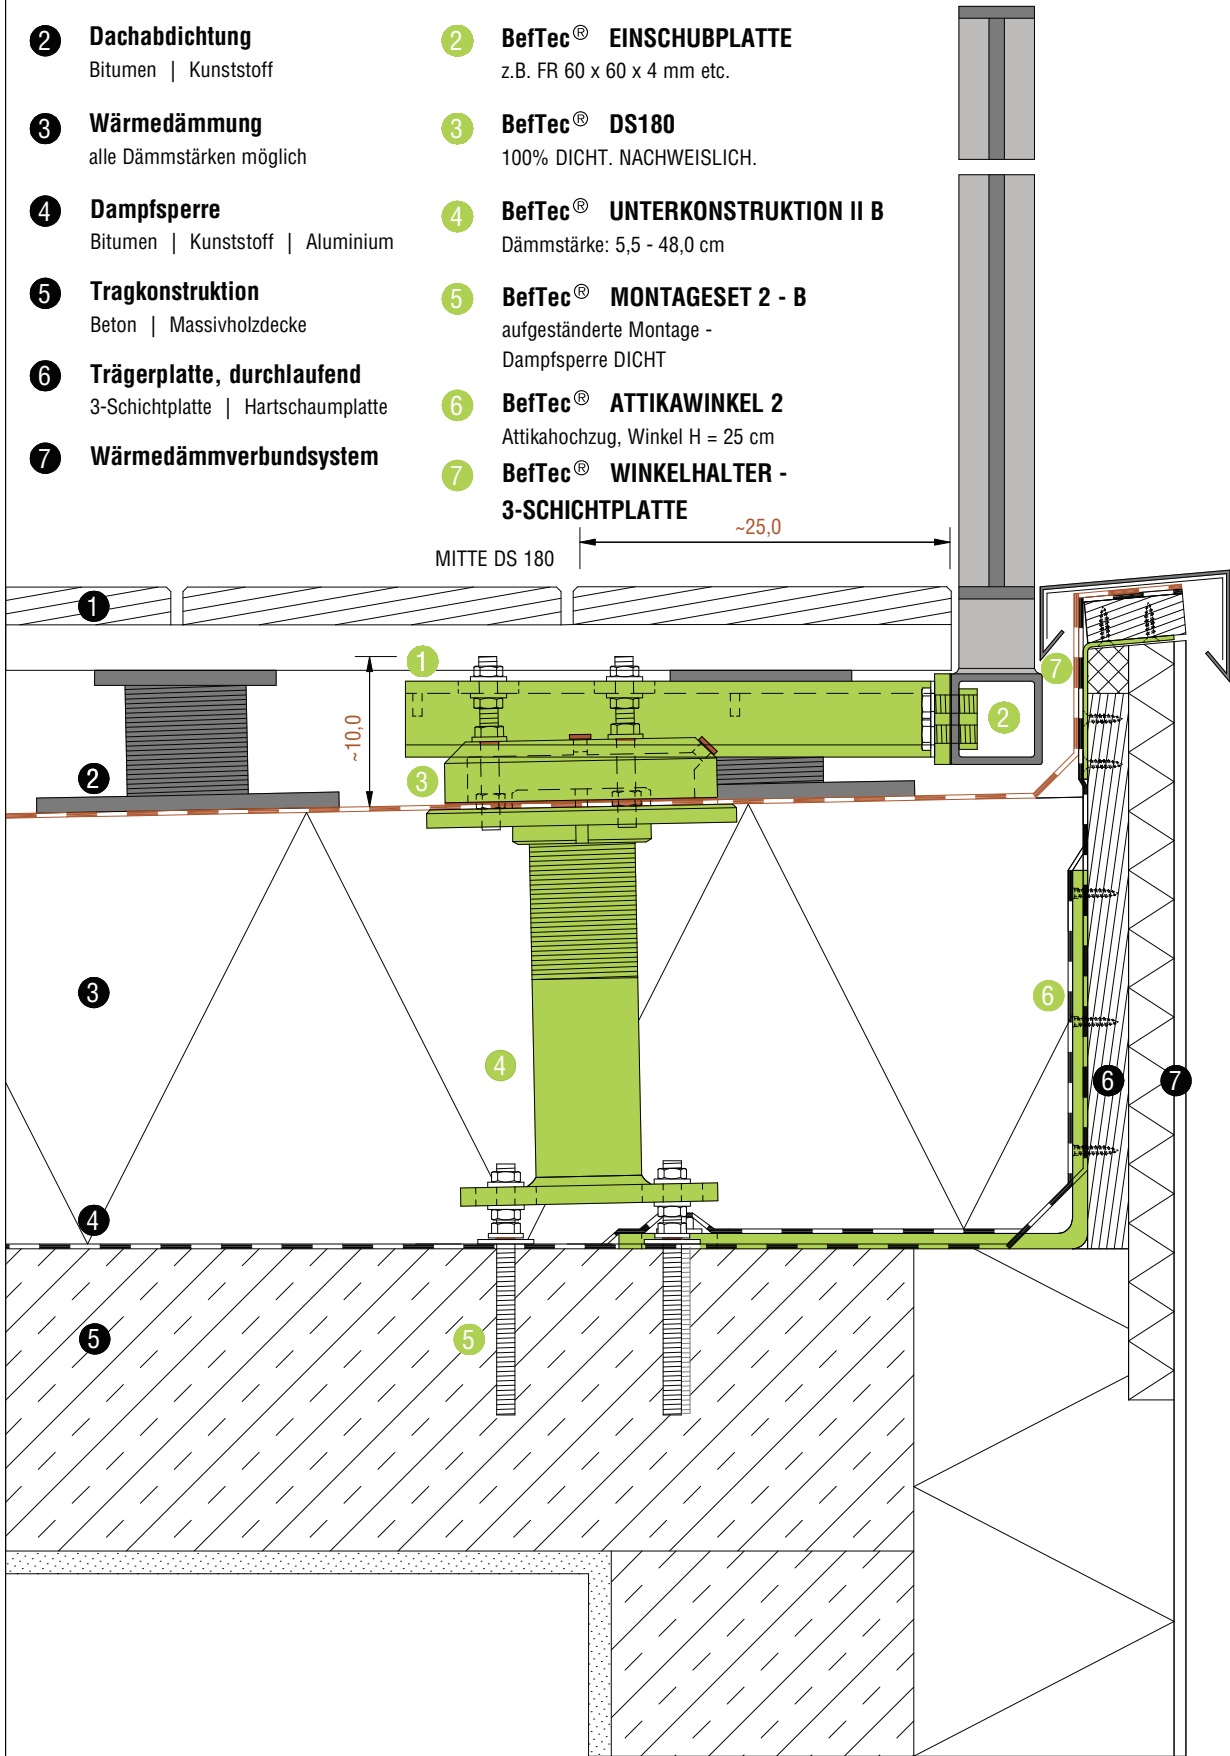 2 Dachabdichtung
Bitumen | Kunststoff
3 Wärmedämmung
alle Dämmstärken möglich
4 Dampfsperre
Bitumen | Kunststoff | Aluminium
5 Tragkonstruktion
Beton | Massivholzdecke
6 Trägerplatte, durchlaufend
3-Schichtplatte | Hartschaumplatte
7 Wärmedämmverbundsystem
2 BefTec® EINSCHUBPLATTE
z.B. FR 60 x 60 x 4 mm etc.
3 BefTec® DS180
100% DICHT. NACHWEISLICH.
4 BefTec® UNTERKONSTRUKTION II B
Dämmstärke: 5,5 - 48,0 cm
5 BefTec® MONTAGESET 2 - B
aufgeständerte Montage -
Dampfsperre DICHT
6 BefTec® ATTIKAWINKEL 2
Attikahochzug, Winkel H = 25 cm
7 BefTec® WINKELHALTER -
3-SCHICHTPLATTE
~25,0
MITTE DS 180
1
1
7
2
~10,0
2
3
3
6
4
6
7
4
5
5